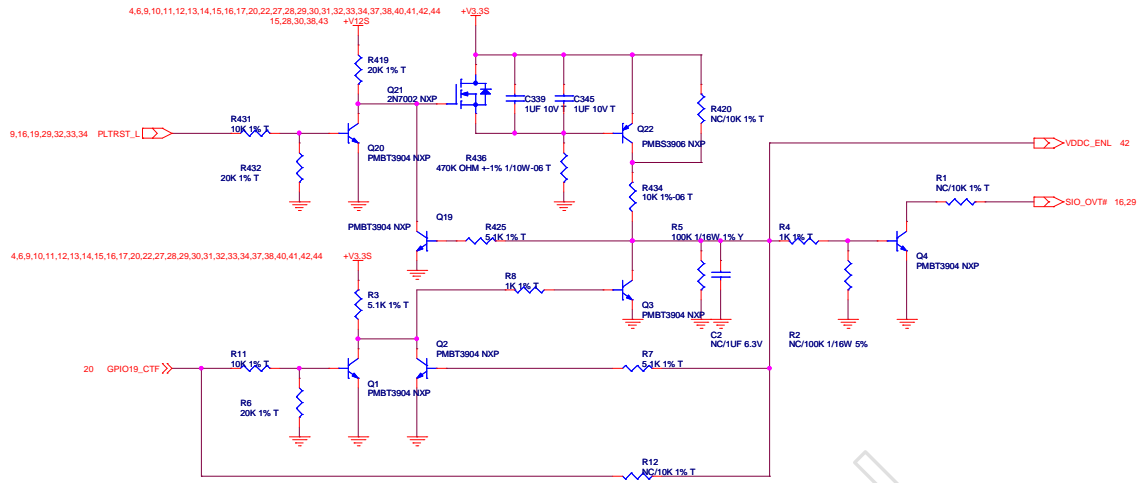 4,6,9,10,11,12,13,14,15,16,17,20,22,27,28,29,30,31,32,33,34,37,38,40,41,42,44
+V3.3S
15,28,30,38,43
+V12S
R419
20K 1% T
Q21
2N7002 NXP
C339
1UF 10V T
C345
1UF 10V T
R420
NC/10K 1% T
R431
10K 1% T
9,16,19,29,32,33,34 PLTRST_L
Q22
PMBS3906 NXP
Q20
PMBT3904 NXP
VDDC_ENL 42
R432
20K 1% T
R436
470K OHM +-1% 1/10W-06 T
R434
10K 1%-06 T
R1
NC/10K 1% T
SIO_OVT# 16,29
Q19
PMBT3904 NXP
R425
5.1K 1% T
R5
100K 1/16W 1% Y
R4
1K 1% T
Q4
PMBT3904 NXP
4,6,9,10,11,12,13,14,15,16,17,20,22,27,28,29,30,31,32,33,34,37,38,40,41,42,44
+V3.3S
R8
1K 1% T
R3
5.1K 1% T
Q3
PMBT3904 NXP
C2
NC/1UF 6.3V
R2
NC/100K 1/16W 5%
Q2
PMBT3904 NXP
R11
10K 1% T
R7
5.1K 1% T
20 GPIO19_CTF
Q1
PMBT3904 NXP
R6
20K 1% T
R12
NC/10K 1% T